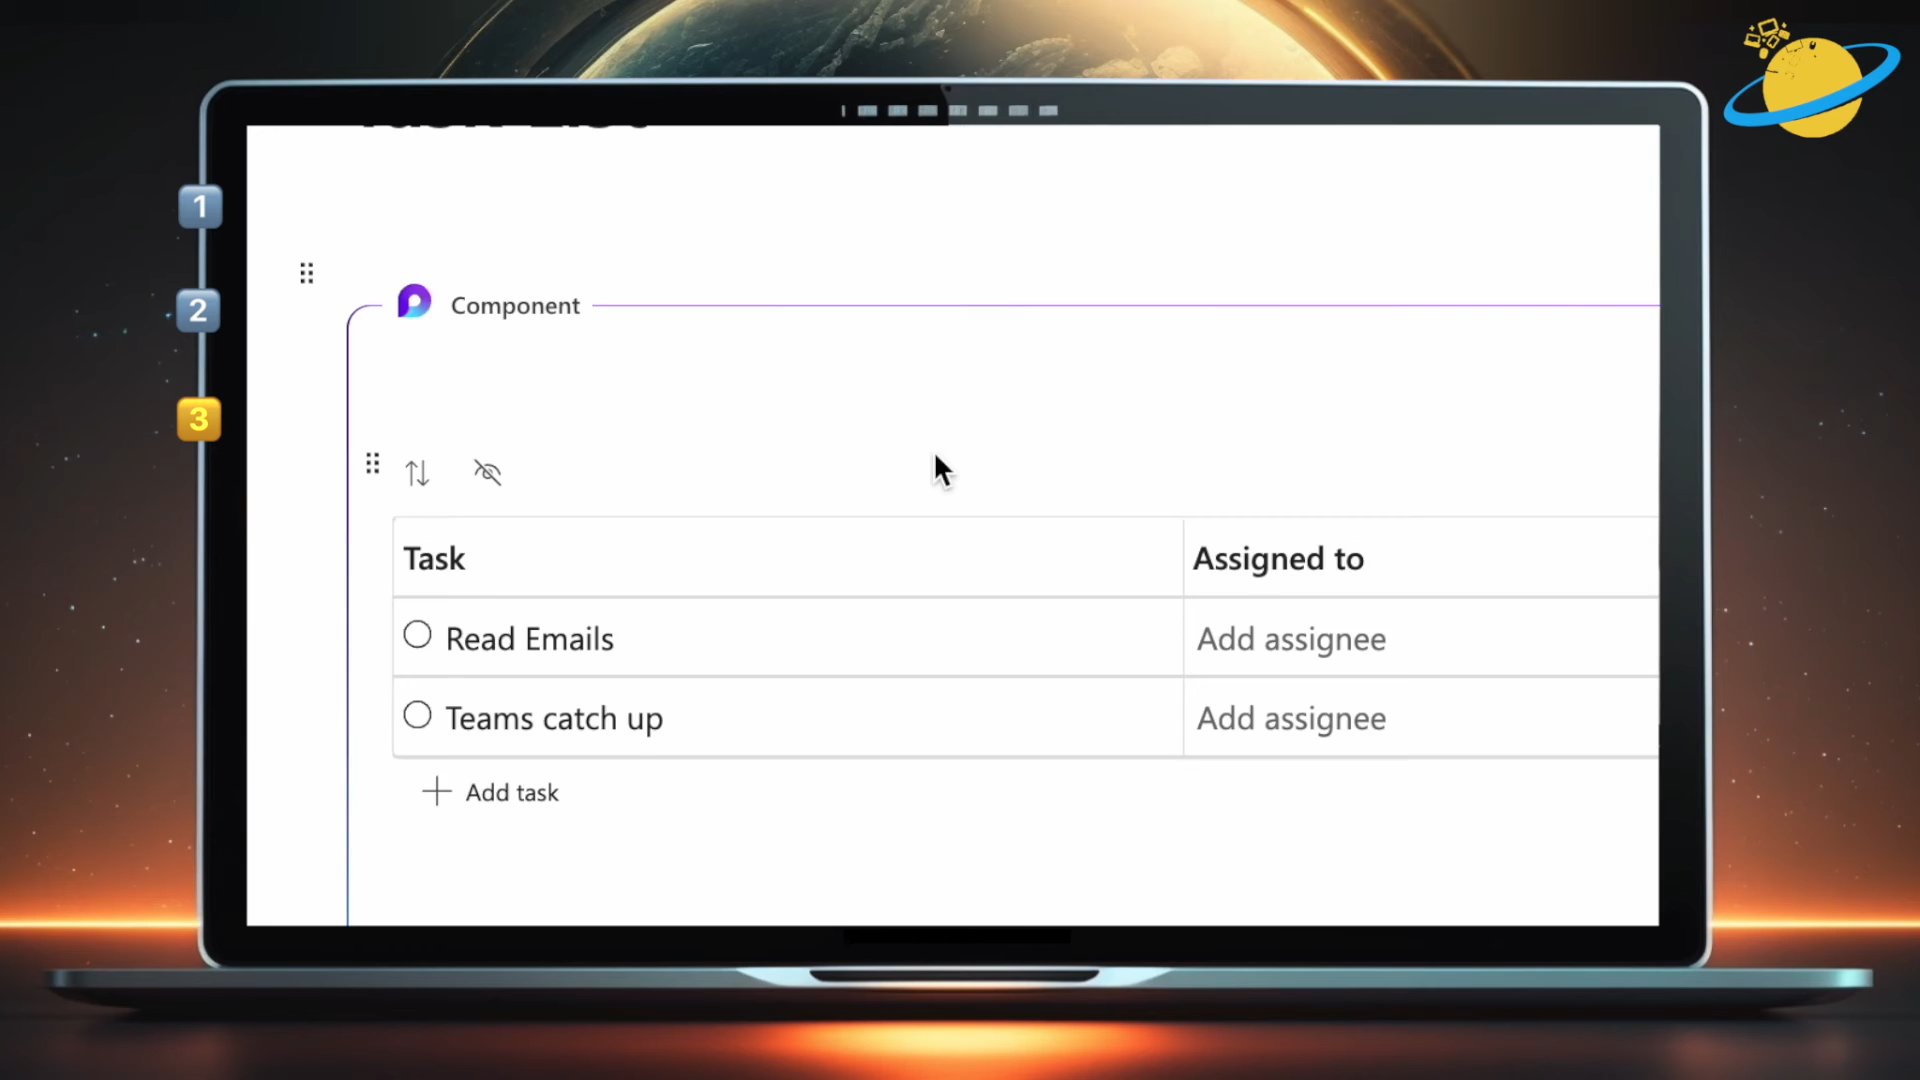 1
Component
2
3
Task Assigned to
Read Emails Add assignee
Teams catch up Add assignee
Add task